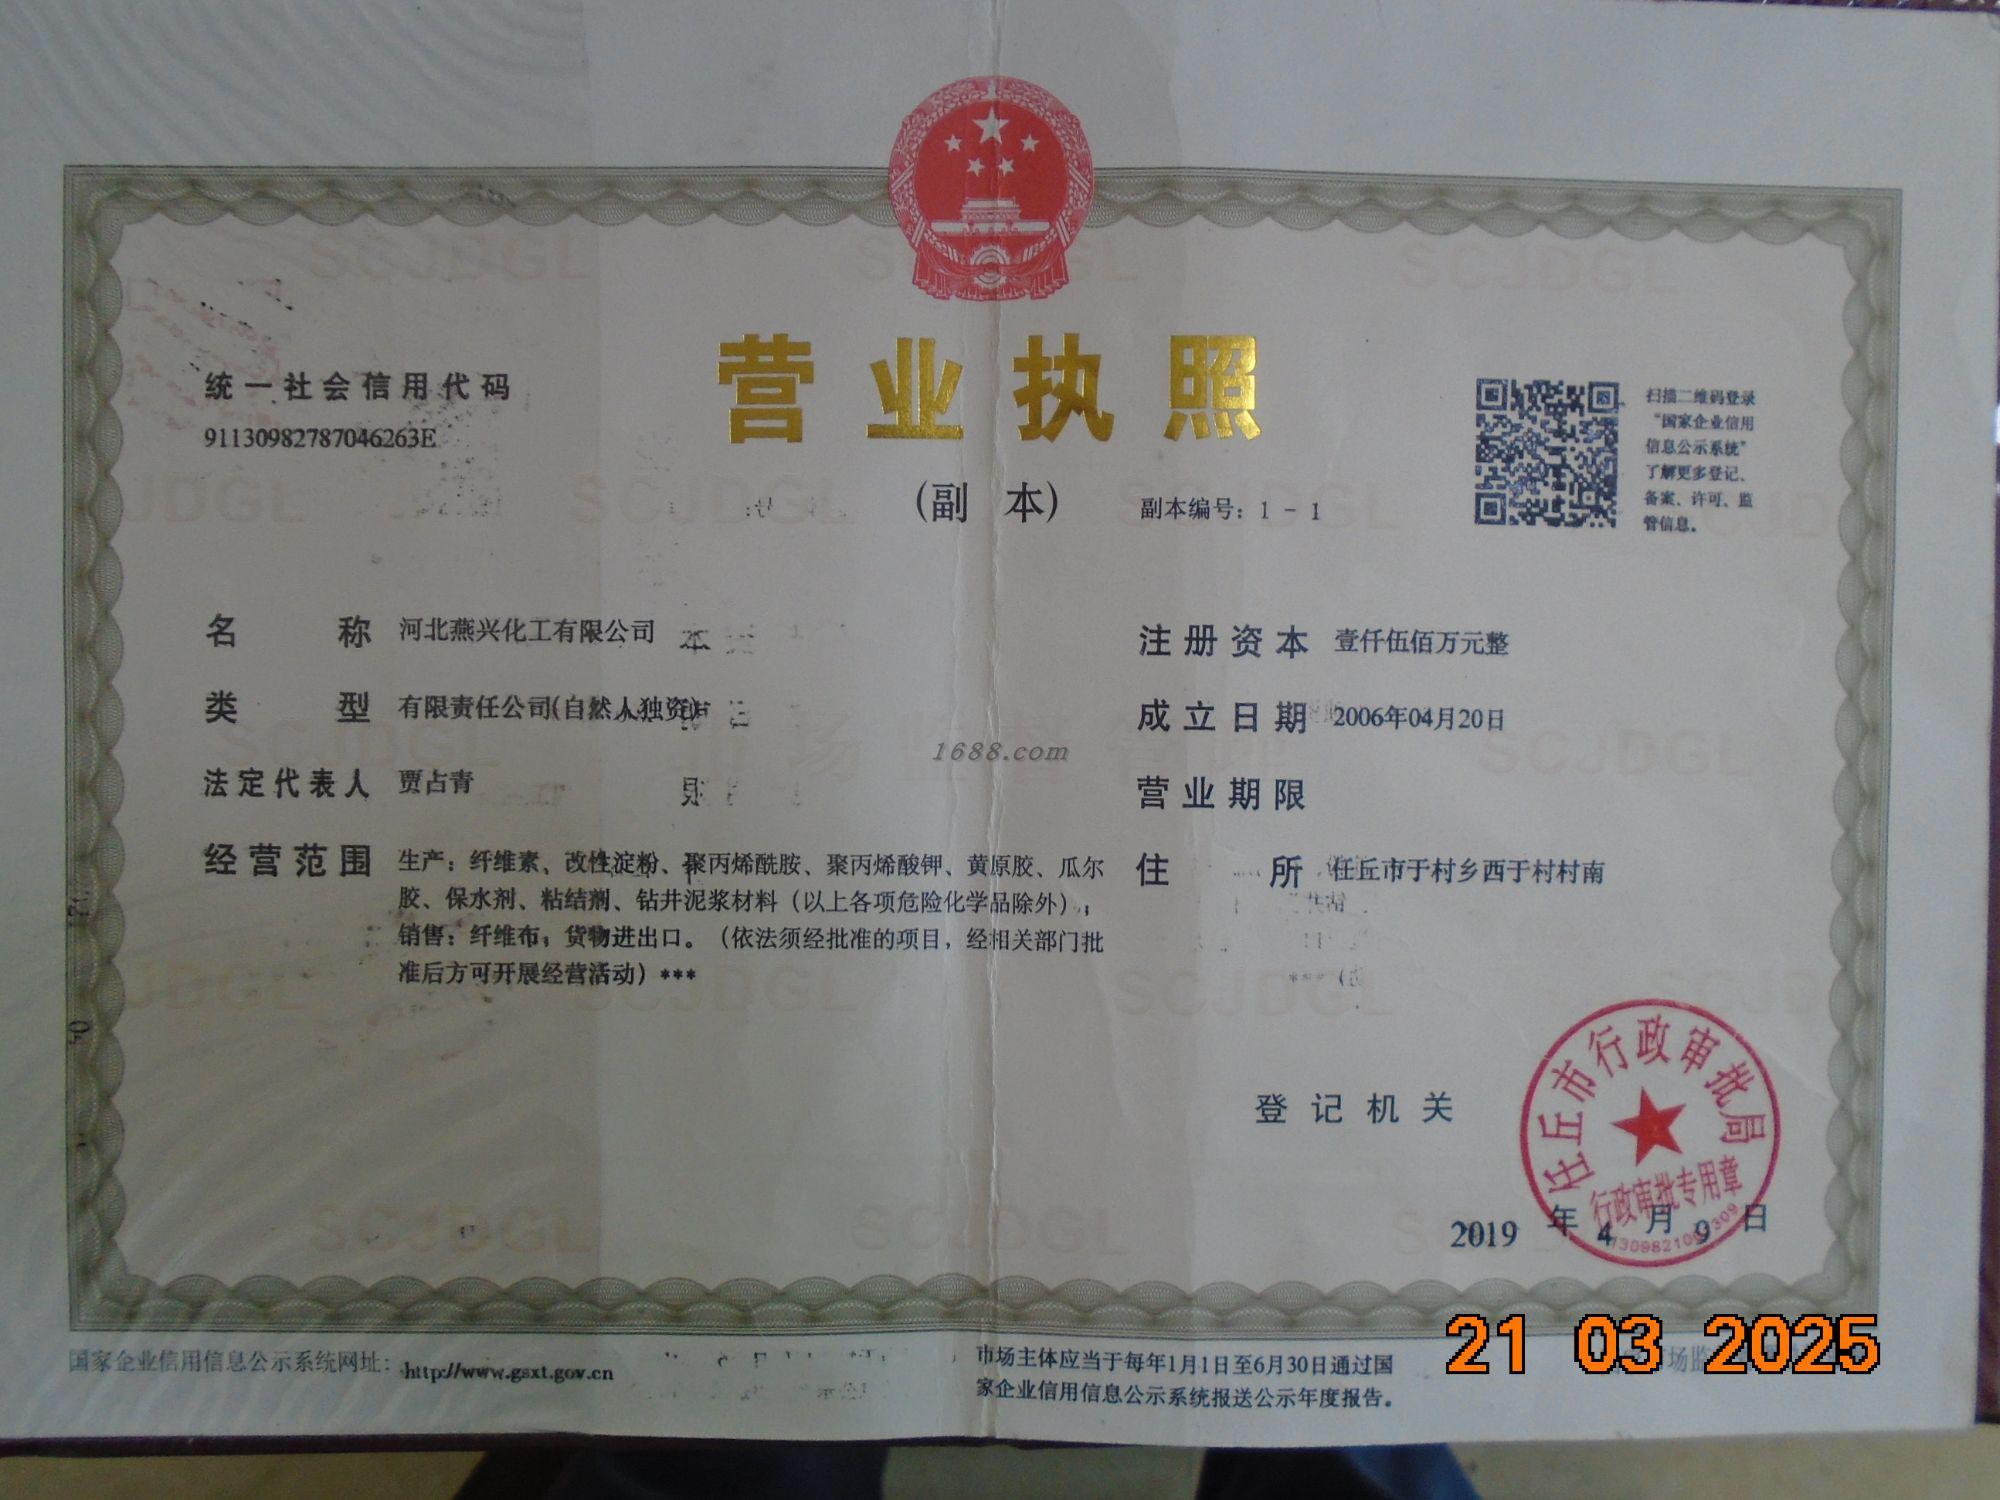 营业执照
(副 本)
副本编号：1-1
统一社会信用代码
91130982787046263E
扫描二维码登录
“国家企业信用
信息公示系统”
了解更多登记、
备案、许可、监
管信息。
名 称 河北燕兴化工有限公司
类 型 有限责任公司(自然人独资)
法定代表人 贾占青
经营范围 生产：纤维素、改性淀粉、聚丙烯酰胺、聚丙烯酸钾、黄原胶、瓜尔
胶、保水剂、粘结剂、钻井泥浆材料（以上各项危险化学品除外），
销售：纤维布，货物进出口。（依法须经批准的项目，经相关部门批
准后方可开展经营活动）***
注册资本 壹仟伍佰万元整
成立日期 2006年04月20日
营业期限
住 所 任丘市于村乡西于村村南
1688.com
登记机关
任丘市行政审批局
行政审批专用章
2019 年 4 月 9 日
国家企业信用信息公示系统网址：http://www.gsxt.gov.cn
市场主体应当于每年1月1日至6月30日通过国
家企业信用信息公示系统报送公示年度报告。
21 03 2025
SCJDGL